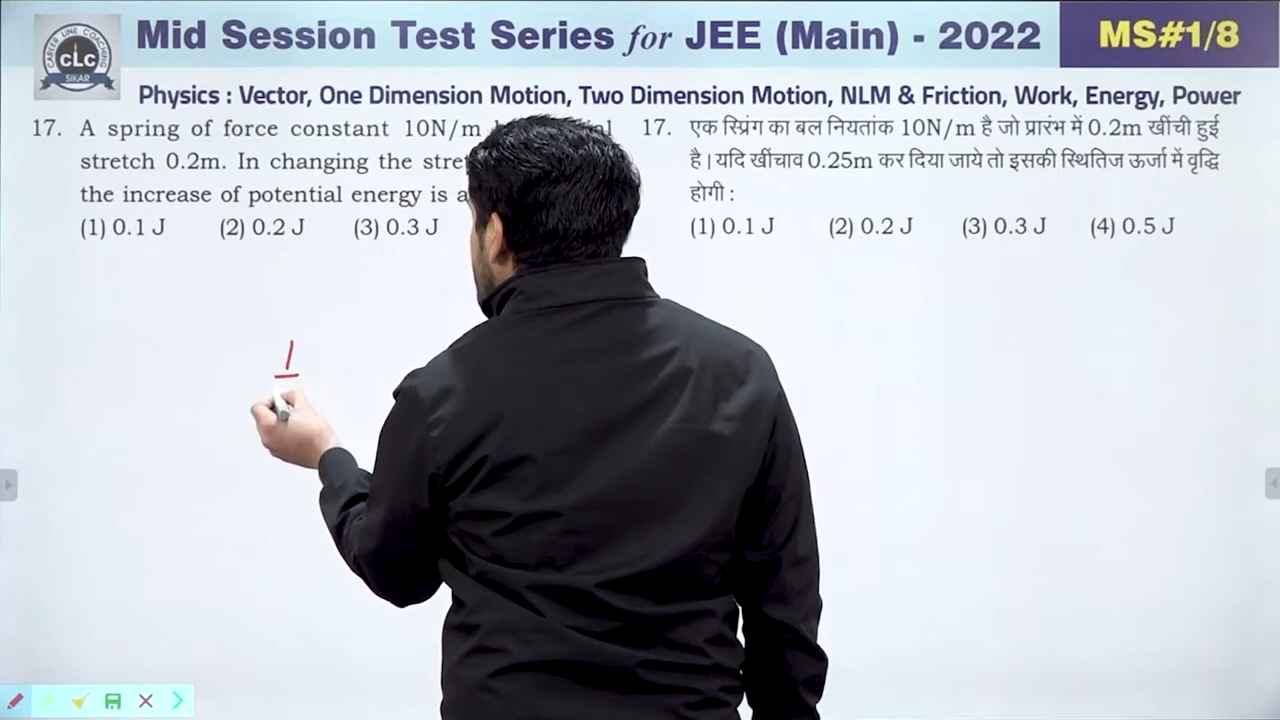 CAREER LINE COACHING
CLC
SIKAR
Mid Session Test Series for JEE (Main) - 2022
MS#1/8
Physics : Vector, One Dimension Motion, Two Dimension Motion, NLM & Friction, Work, Energy, Power
17. A spring of force constant 10N/m
stretch 0.2m. In changing the
the increase of potential energy is
(1) 0.1 J (2) 0.2 J (3) 0.3 J
17. एक स्प्रिंग का बल नियतांक 10N/m है जो प्रारंभ में 0.2m खींची हुई
है। यदि खींचाव 0.25m कर दिया जाये तो इसकी स्थितिज ऊर्जा में वृद्धि
होगी :
(1) 0.1 J (2) 0.2 J (3) 0.3 J (4) 0.5 J
1